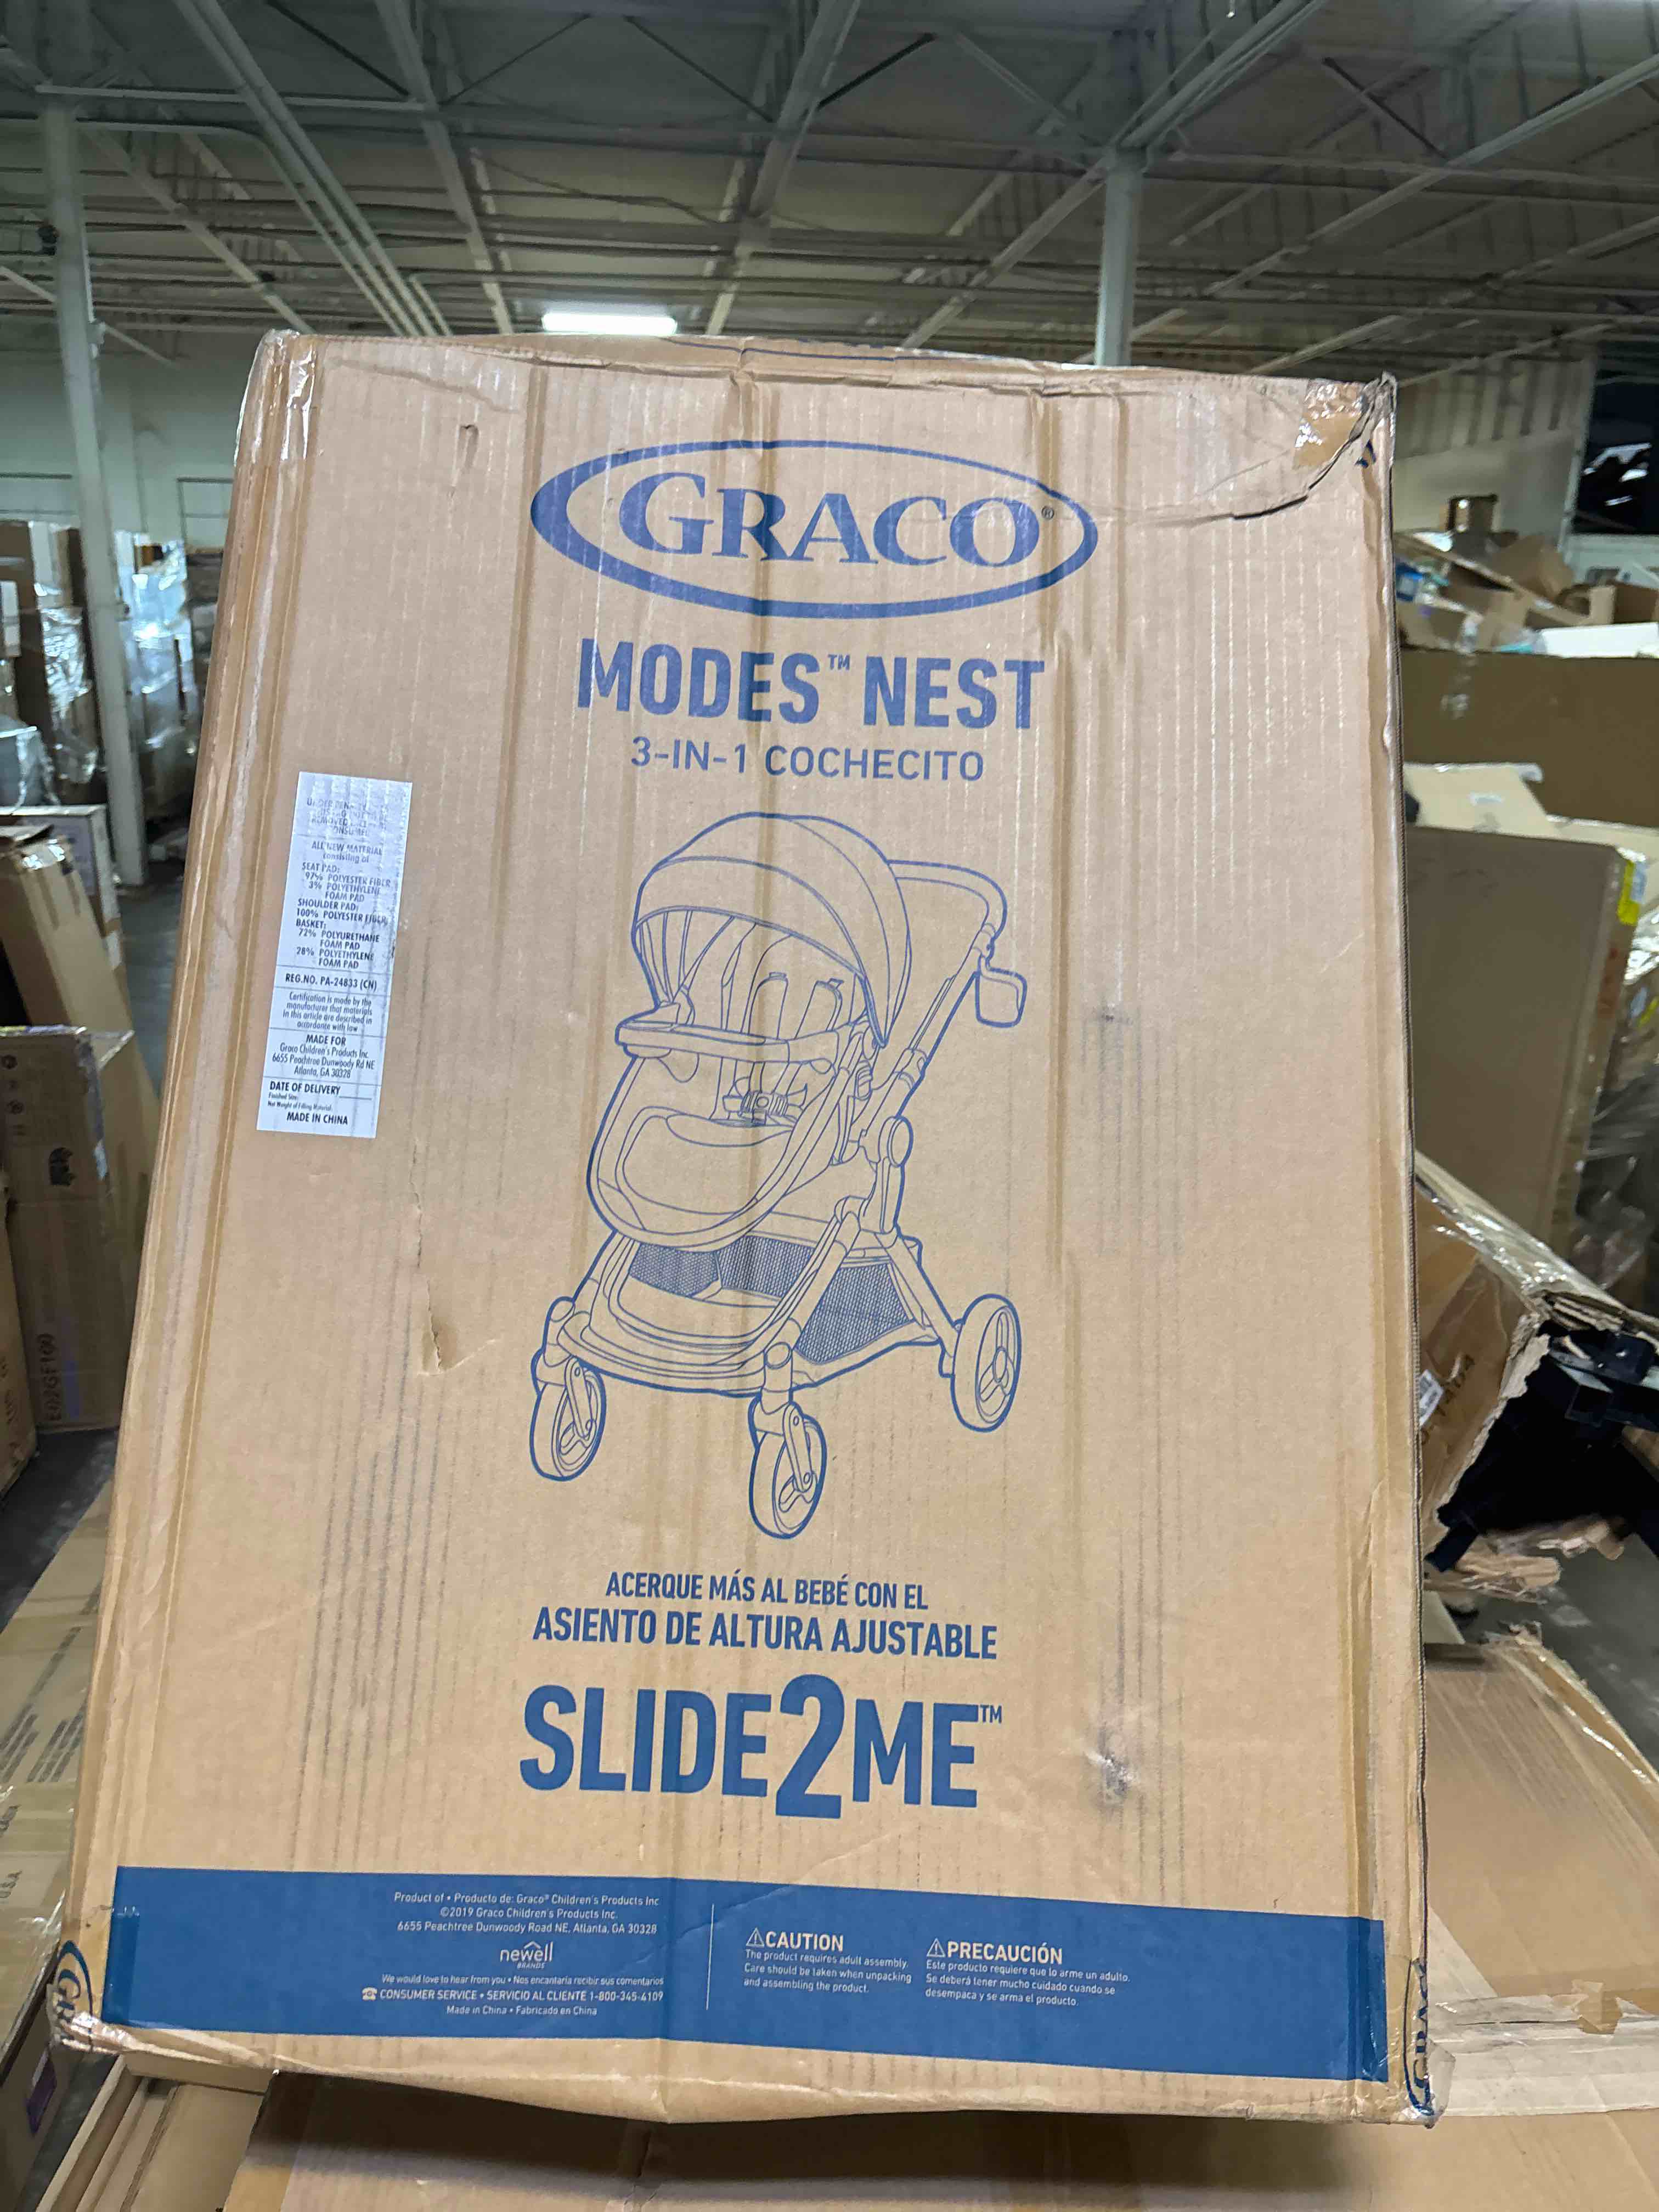 GRACO®
MODES™ NEST
3-IN-1 COCHECITO
ALL NEW MATERIAL
consisting of
SEAT PAD:
97% POLYESTER FIBER
3% POLYETHYLENE
FOAM PAD
SHOULDER PAD:
100% POLYESTER FIBER
BASKET:
72% POLYURETHANE
FOAM PAD
28% POLYETHYLENE
FOAM PAD
REG.NO. PA-24833 (CN)
Certification is made by the
manufacturer that materials
in this article are described in
accordance with law
MADE FOR
Graco Children's Products Inc.
6655 Peachtree Dunwoody Rd NE
Atlanta, GA 30328
DATE OF DELIVERY
Finished Size:
Net Weight of Filling Material:
MADE IN CHINA
ACERQUE MÁS AL BEBÉ CON EL
ASIENTO DE ALTURA AJUSTABLE
SLIDE2ME™
Product of • Producto de: Graco® Children's Products Inc.
©2019 Graco Children's Products Inc.
6655 Peachtree Dunwoody Road NE, Atlanta, GA 30328
newell
BRANDS
We would love to hear from you • Nos encantaría recibir sus comentarios
CONSUMER SERVICE • SERVICIO AL CLIENTE 1-800-345-4109
Made in China • Fabricado en China
⚠CAUTION
The product requires adult assembly.
Care should be taken when unpacking
and assembling the product.
⚠PRECAUCIÓN
Este producto requiere que lo arme un adulto.
Se deberá tener mucho cuidado cuando se
desempaca y se arma el producto.